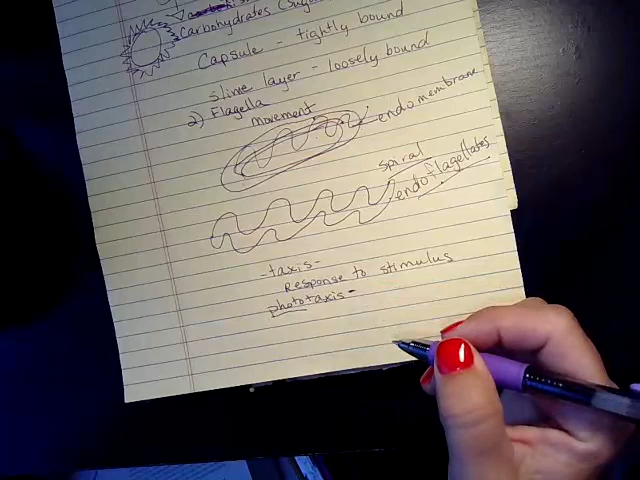 Carbohydrates
Capsule - tightly bound
slime layer - loosely bound
2) Flagella
movement
endomembrane
spiral
endoflagellates
-taxis-
Response to stimulus
phototaxis-